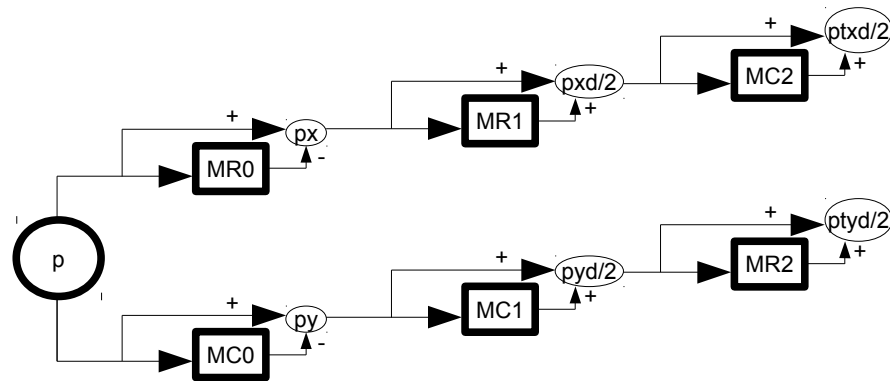 + ptxd/2
+ pxd/2 MC2 +
+ px MR1 +
MR0 -
p
+ ptyd/2
+ pyd/2 MR2 +
+ py MC1 +
MC0 -